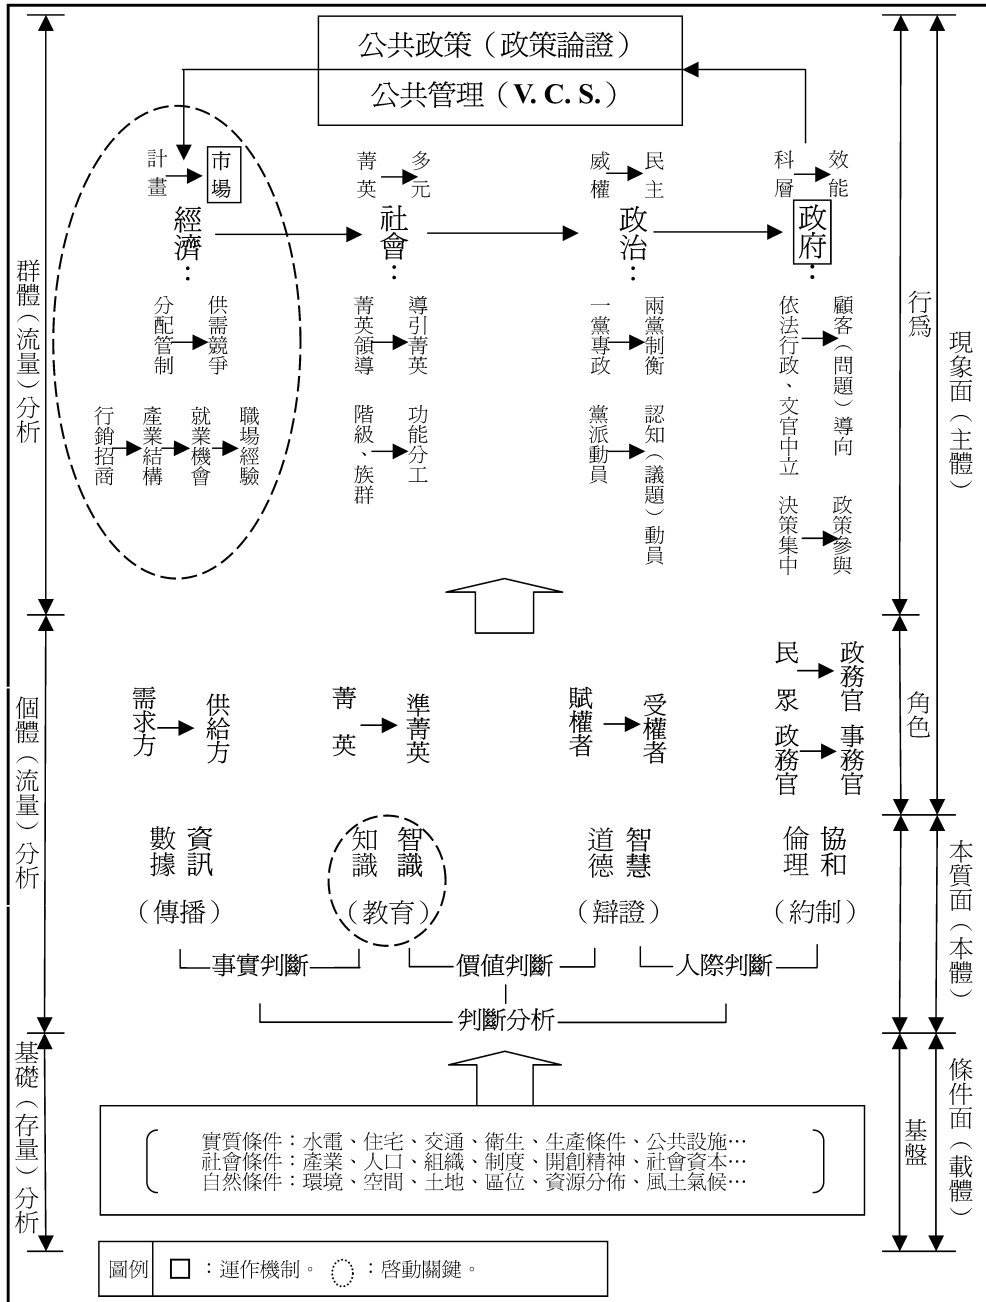 公共政策（政策論證）
公共管理（V. C. S.）
計畫
市場
菁英
多元
威權
民主
科層
效能
經濟：
社會：
政治：
政府：
分配管制
供需競爭
菁英領導
導引菁英
一黨專政
兩黨制衡
依法行政、文官中立
顧客（問題）導向
行銷招商
產業結構
就業機會
職場經驗
階級、族群
功能分工
黨派動員
認知（議題）動員
決策集中
政策參與
群體（流量）分析
行為
現象面（主體）
需求方
供給方
菁英
準菁英
賦權者
受權者
民眾
政務官
政務官
事務官
個體（流量）分析
角色
數據
資訊
知識
智識
道德
智慧
倫理
協和
（傳播）
（教育）
（辯證）
（約制）
事實判斷
價值判斷
人際判斷
判斷分析
本質面（本體）
基礎（存量）分析
基盤
條件面（載體）
實質條件：水電、住宅、交通、衛生、生產條件、公共設施…
社會條件：產業、人口、組織、制度、開創精神、社會資本…
自然條件：環境、空間、土地、區位、資源分佈、風土氣候…
圖例
：運作機制。
：啓動關鍵。